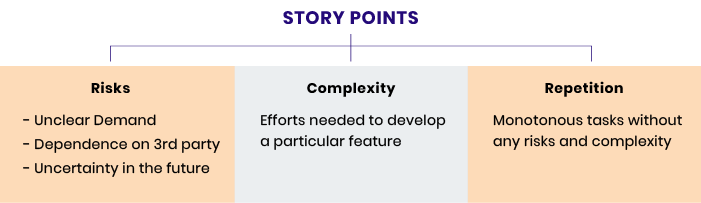 STORY POINTS
Risks
- Unclear Demand
- Dependence on 3rd party
- Uncertainty in the future
Complexity
Efforts needed to develop
a particular feature
Repetition
Monotonous tasks without
any risks and complexity